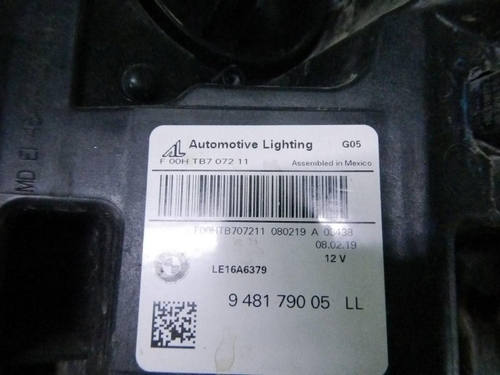 AL Automotive Lighting G05
F 00H TB7 072 11 Assembled in Mexico
F00HTB707211 080219 A 03438
08.02.19
12 V
LE16A6379
9 481 790 05 LL